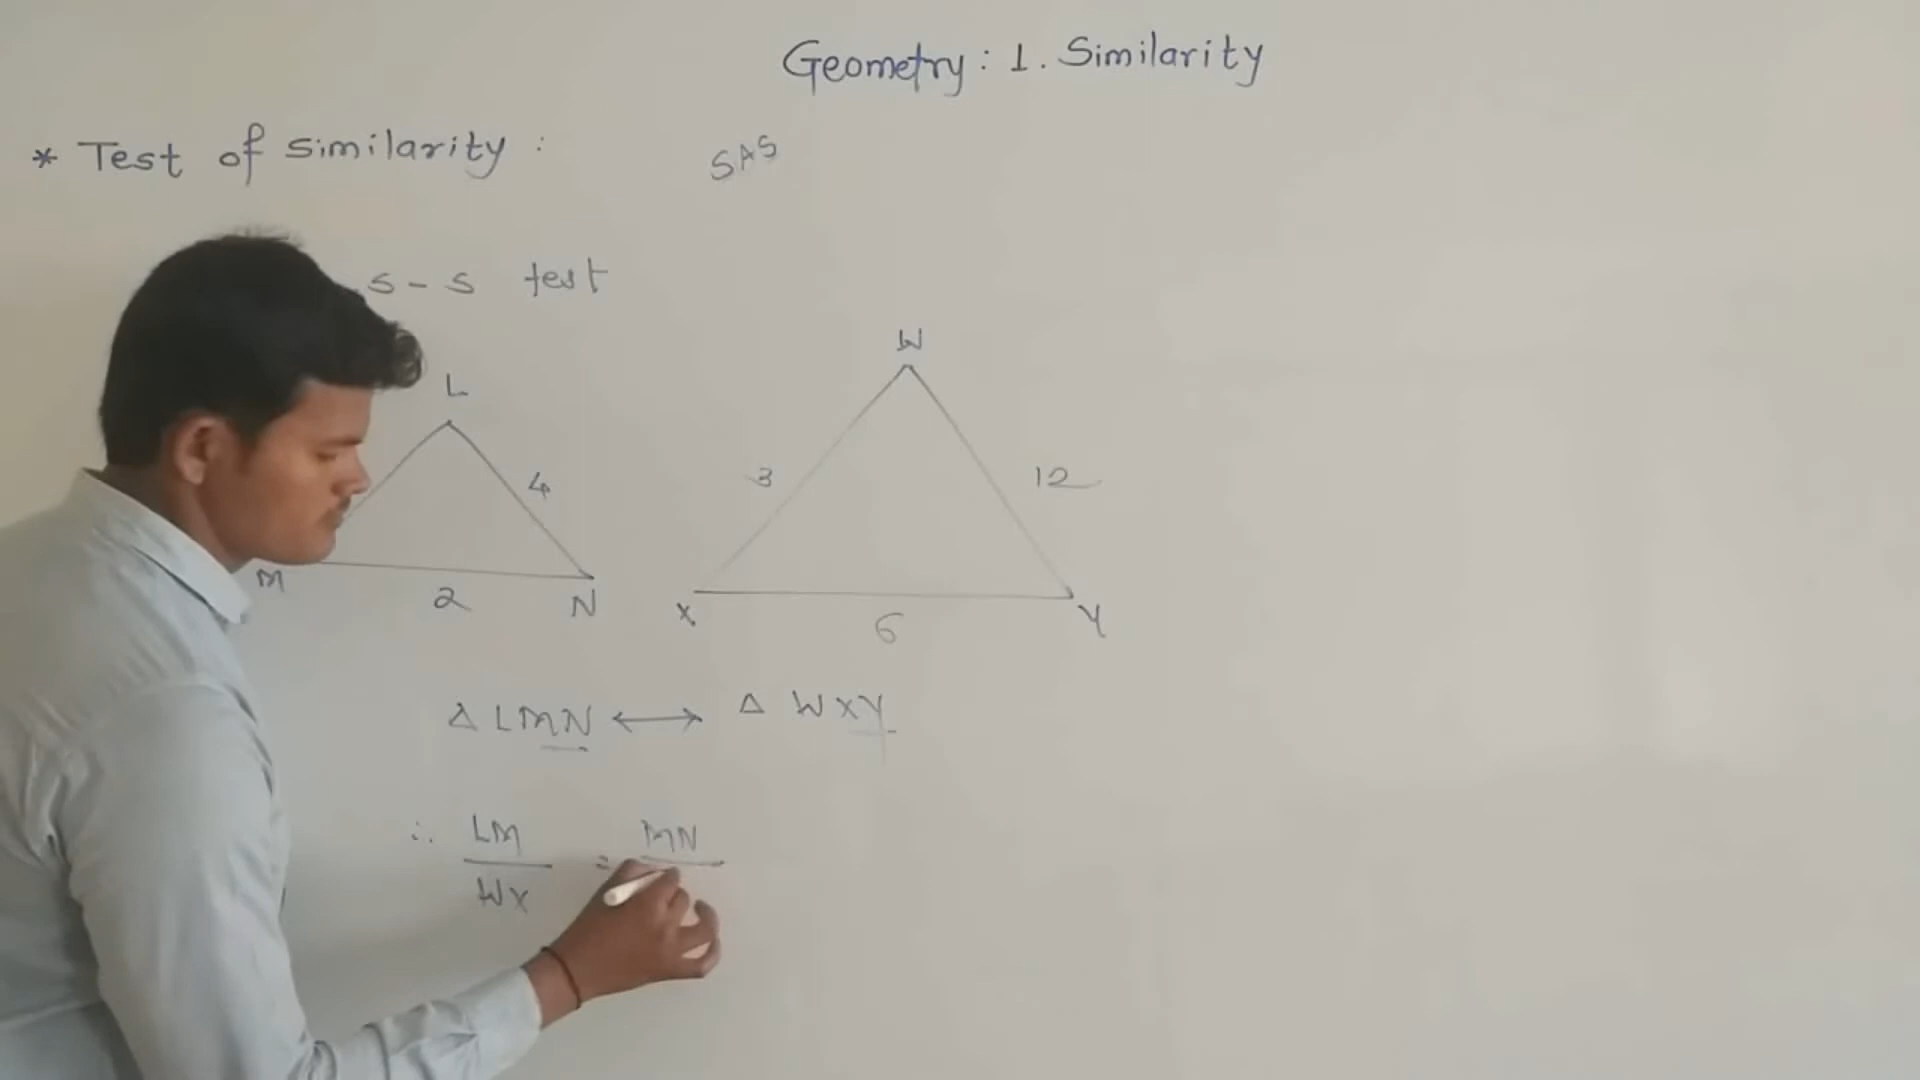 Geometry: 1. Similarity
* Test of similarity :
SAS
s - s test
L
W
4
3
12
M
2
N
X
6
Y
Δ LMN ↔ Δ WXY
∴ LM = MN
WX